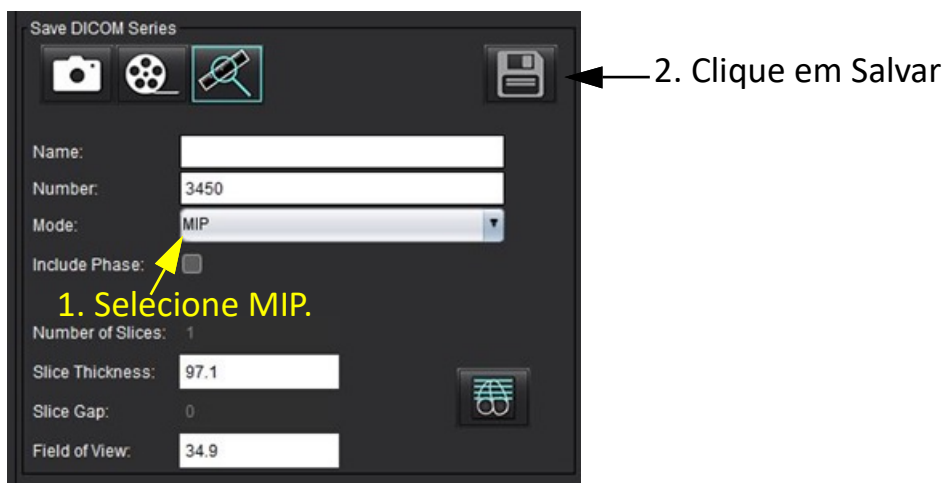 Save DICOM Series
2. Clique em Salvar
Name:
Number: 3450
Mode: MIP
Include Phase:
1. Selecione MIP.
Number of Slices: 1
Slice Thickness: 97.1
Slice Gap: 0
Field of View: 34.9